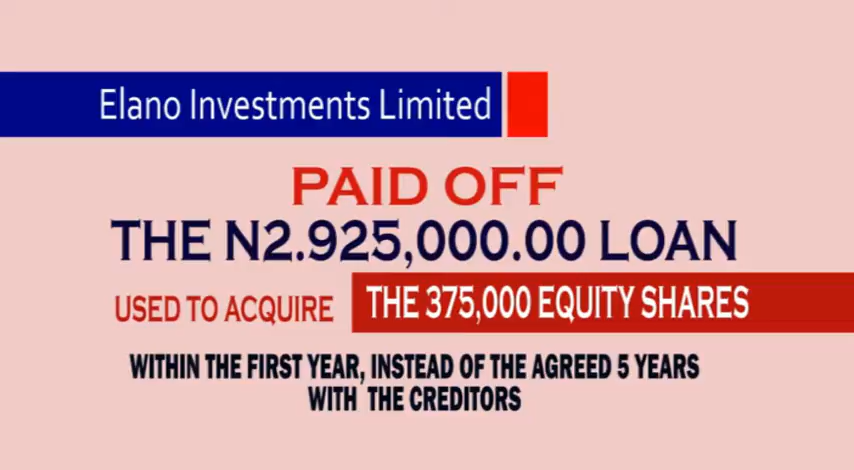 Elano Investments Limited
PAID OFF
THE N2.925,000.00 LOAN
USED TO ACQUIRE THE 375,000 EQUITY SHARES
WITHIN THE FIRST YEAR, INSTEAD OF THE AGREED 5 YEARS
WITH THE CREDITORS